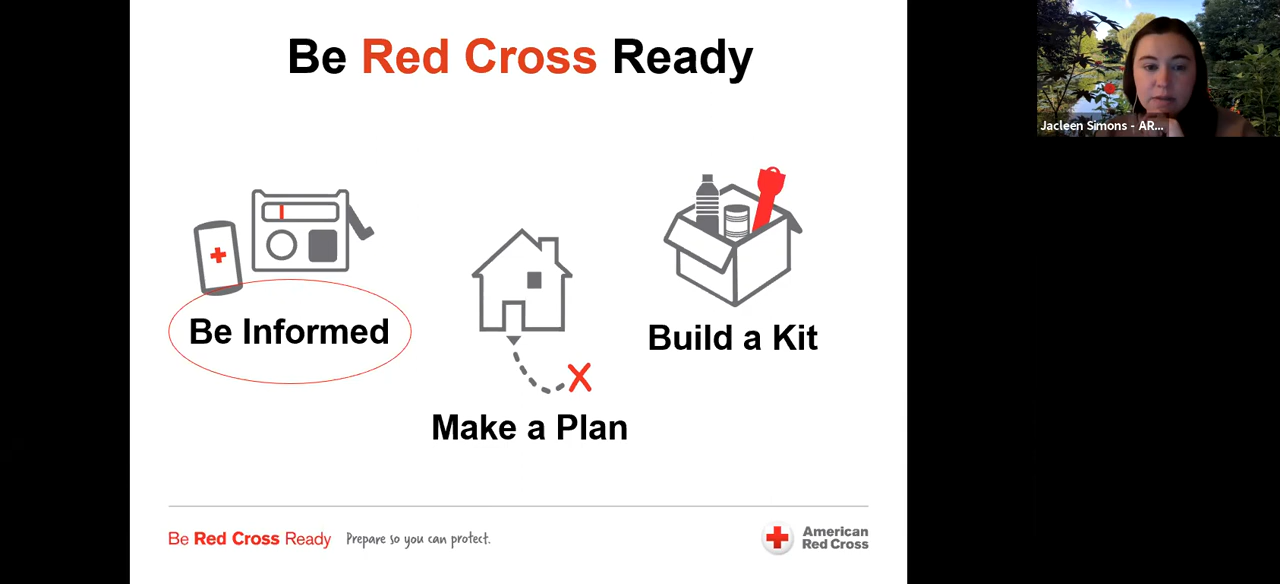 Be Red Cross Ready
Jacleen Simons - AR...
Be Informed
Build a Kit
Make a Plan
Be Red Cross Ready Prepare so you can protect.
American
Red Cross